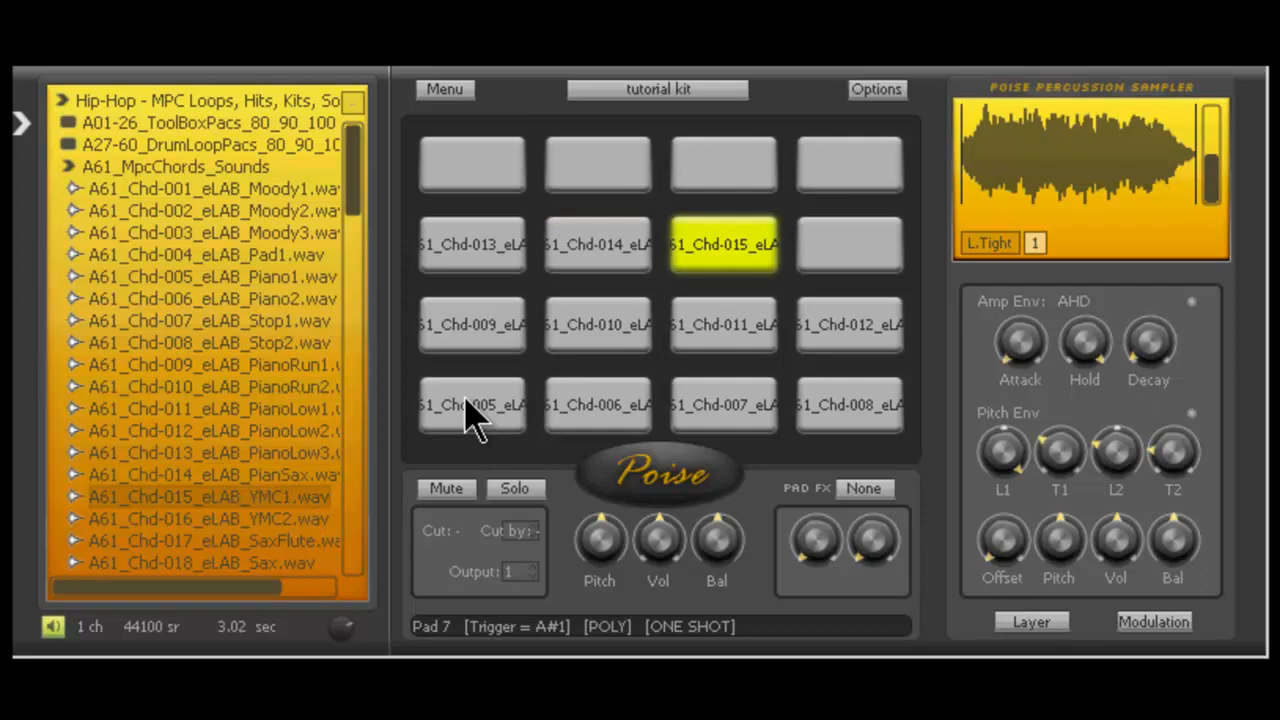 Hip-Hop - MPC Loops, Hits, Kits, So
A01-26_ToolBoxPacs_80_90_100
A27-60_DrumLoopPacs_80_90_10
A61_MpcChords_Sounds
A61_Chd-001_eLAB_Moody1.wav
A61_Chd-002_eLAB_Moody2.wav
A61_Chd-003_eLAB_Moody3.wav
A61_Chd-004_eLAB_Pad1.wav
A61_Chd-005_eLAB_Piano1.wav
A61_Chd-006_eLAB_Piano2.wav
A61_Chd-007_eLAB_Stop1.wav
A61_Chd-008_eLAB_Stop2.wav
A61_Chd-009_eLAB_PianoRun1.
A61_Chd-010_eLAB_PianoRun2.
A61_Chd-011_eLAB_PianoLow1.
A61_Chd-012_eLAB_PianoLow2.
A61_Chd-013_eLAB_PianoLow3.
A61_Chd-014_eLAB_PianSax.wav
A61_Chd-015_eLAB_YMC1.wav
A61_Chd-016_eLAB_YMC2.wav
A61_Chd-017_eLAB_SaxFlute.wa
A61_Chd-018_eLAB_Sax.wav
1 ch 44100 sr 3.02 sec
Menu tutorial kit Options
61_Chd-013_eLA 61_Chd-014_eLA 61_Chd-015_eLA
61_Chd-009_eLA 61_Chd-010_eLA 61_Chd-011_eLA 61_Chd-012_eLA
61_Chd-005_eLA 61_Chd-006_eLA 61_Chd-007_eLA 61_Chd-008_eLA
Poise
Mute Solo
PAD FX None
Cut: - Cut by: -
Output: 1
Pitch Vol Bal
Pad 7 [Trigger = A#1] [POLY] [ONE SHOT]
POISE PERCUSSION SAMPLER
L.Tight 1
Amp Env: AHD
Attack Hold Decay
Pitch Env
L1 T1 L2 T2
Offset Pitch Vol Bal
Layer Modulation